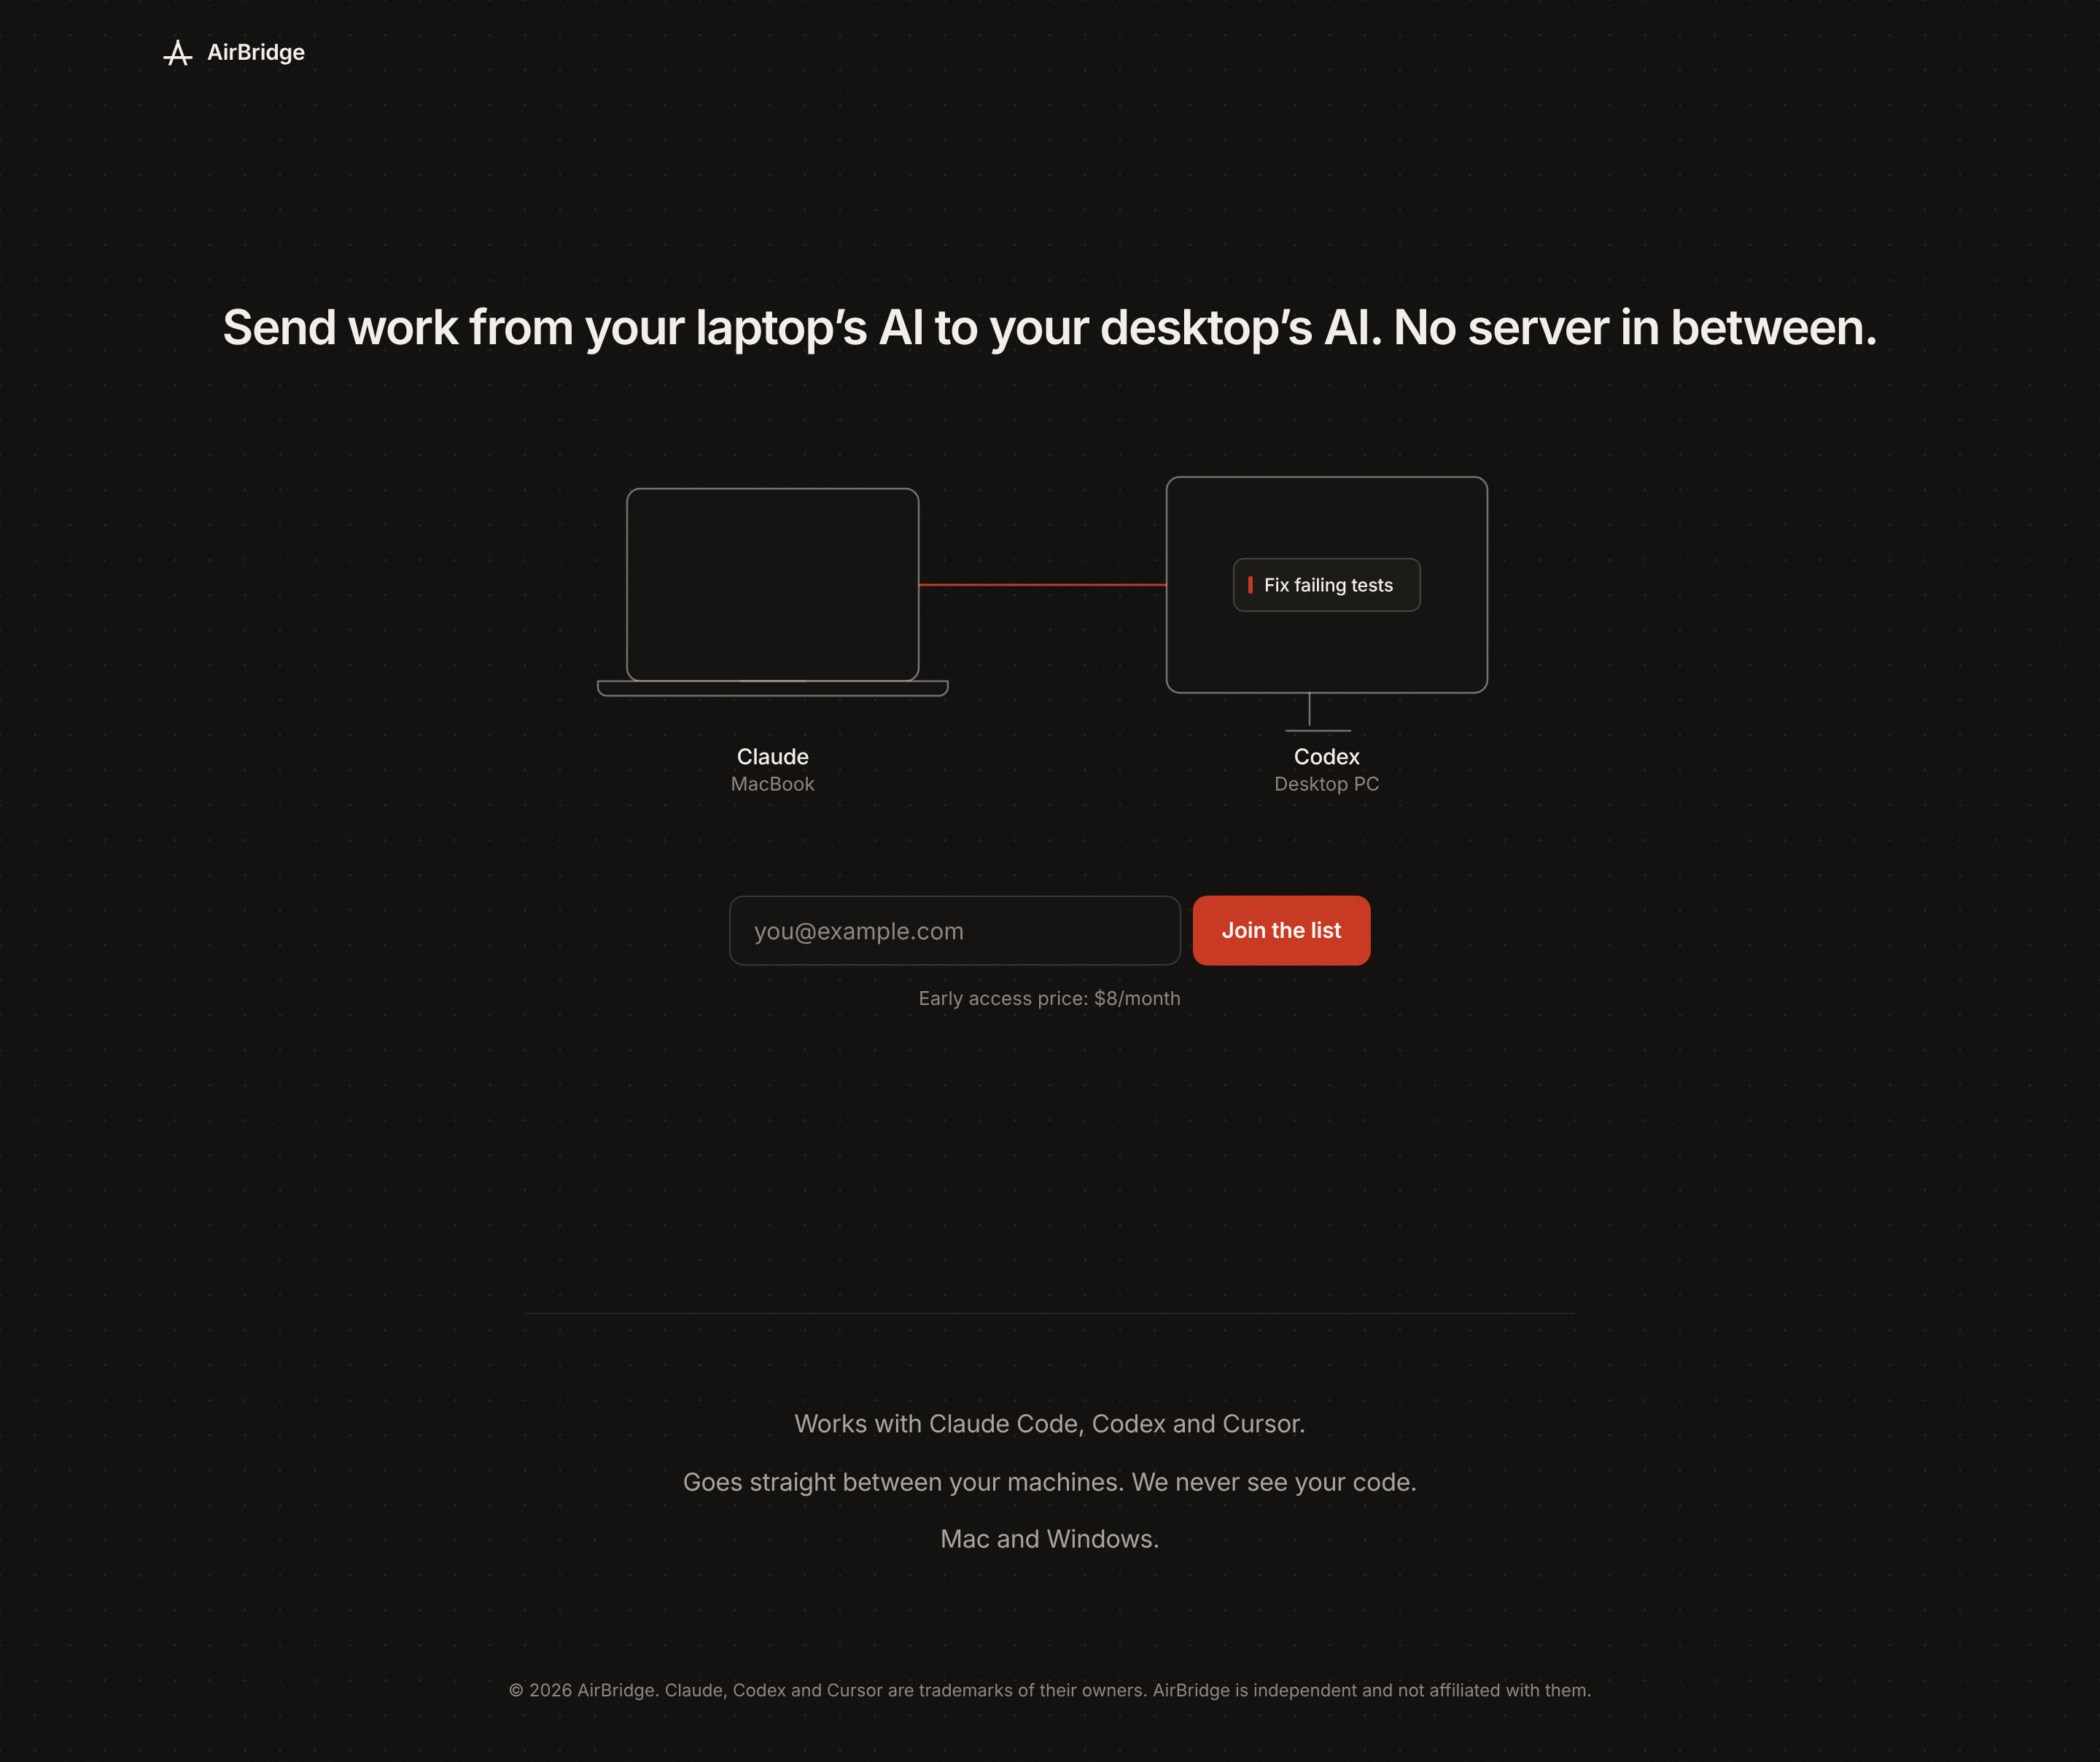 AirBridge
Send work from your laptop’s AI to your desktop’s AI. No server in between.
Fix failing tests
Claude
MacBook
Codex
Desktop PC
you@example.com
Join the list
Early access price: $8/month
Works with Claude Code, Codex and Cursor.
Goes straight between your machines. We never see your code.
Mac and Windows.
© 2026 AirBridge. Claude, Codex and Cursor are trademarks of their owners. AirBridge is independent and not affiliated with them.